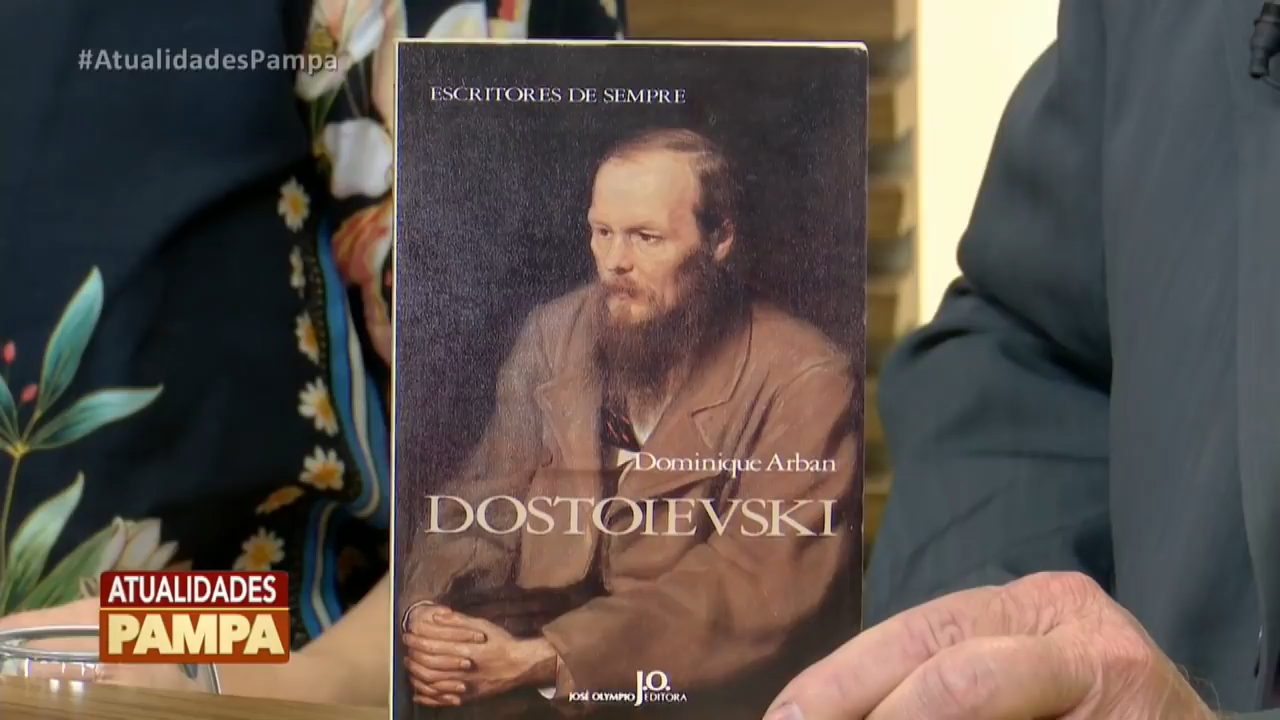 #AtualidadesPampa
ESCRITORES DE SEMPRE
Dominique Arban
DOSTOIEVSKI
ATUALIDADES
PAMPA
JOSÉ OLYMPIO J.O. EDITORA